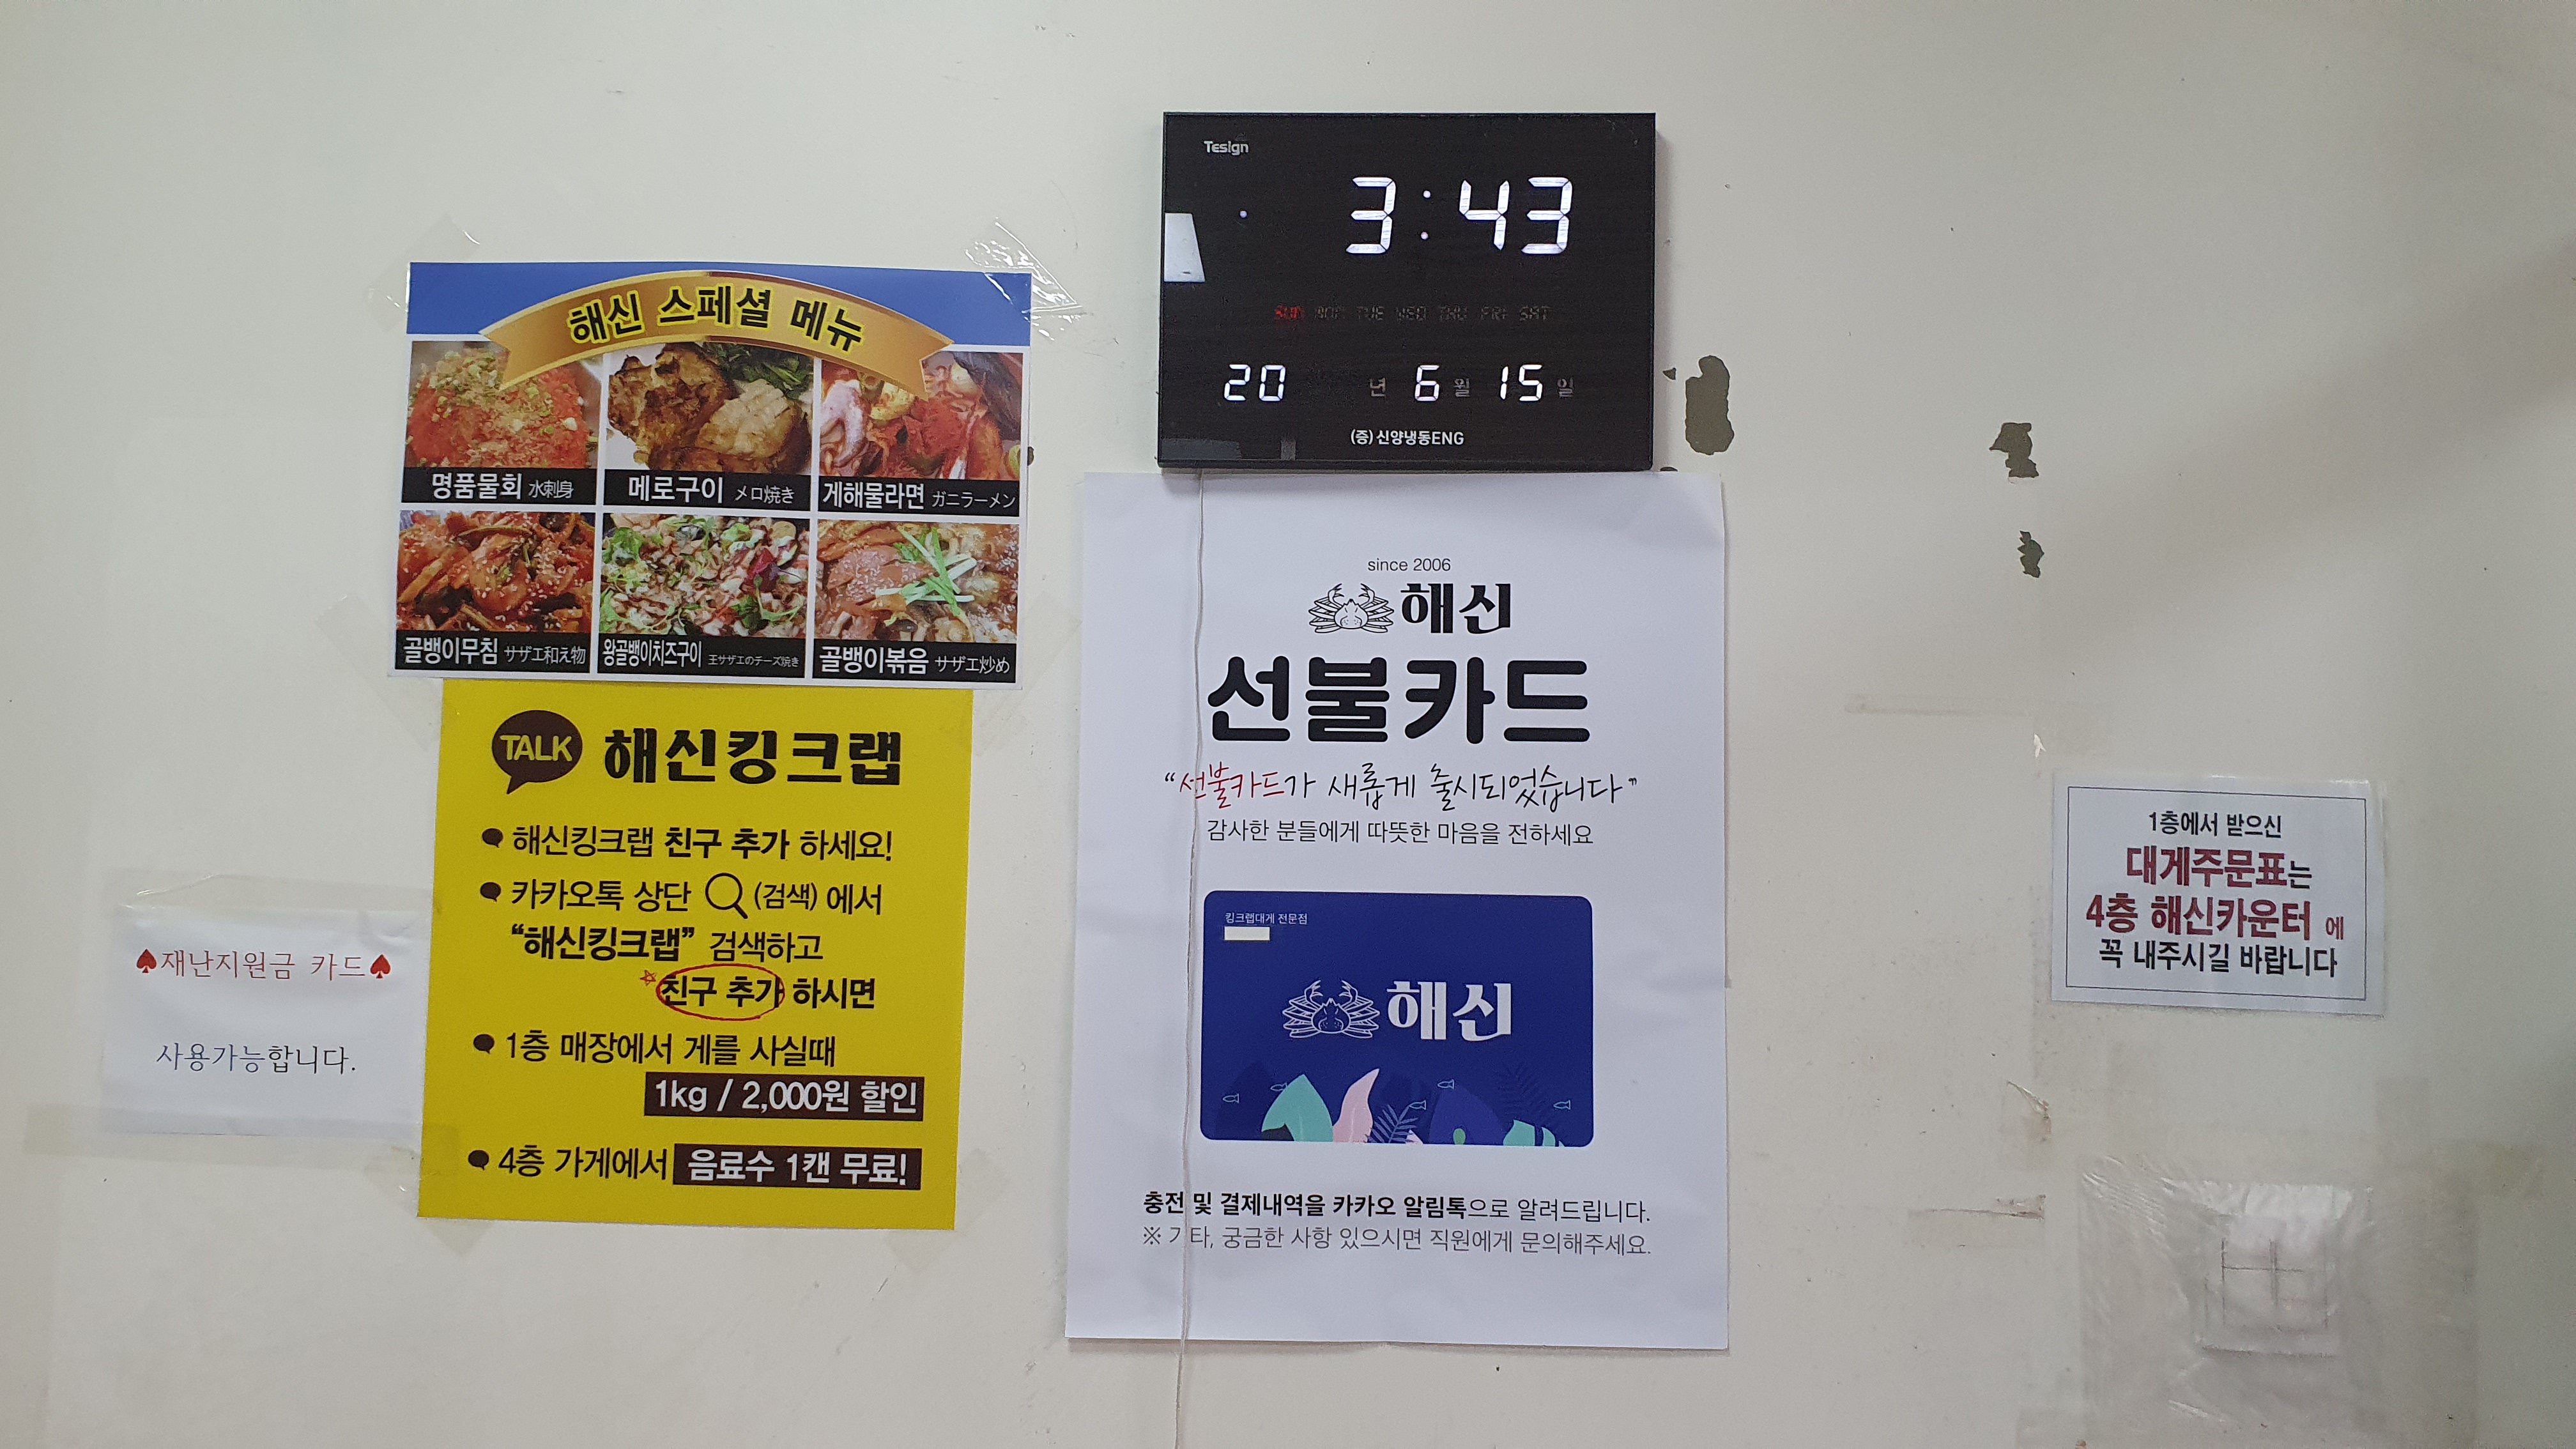 Tesign
3:43
SUN MON TUE WED THU FRI SAT
20 년 6 월 15 일
(증) 신양냉동ENG
해신 스페셜 메뉴
명품물회 水刺身
메로구이 メロ焼き
게해물라면 ガニラーメン
골뱅이무침 サザエ和え物
왕골뱅이치즈구이 王サザエのチーズ焼き
골뱅이볶음 サザエ炒め
TALK 해신킹크랩
해신킹크랩 친구 추가 하세요!
카카오톡 상단 (검색) 에서
“해신킹크랩” 검색하고
친구 추가 하시면
1층 매장에서 게를 사실때
1kg / 2,000원 할인
4층 가게에서 음료수 1캔 무료!
♠재난지원금 카드♠
사용가능합니다.
since 2006
해신
선불카드
“선불카드가 새롭게 출시되었습니다”
감사한 분들에게 따뜻한 마음을 전하세요
킹크랩대게 전문점
해신
충전 및 결제내역을 카카오 알림톡으로 알려드립니다.
※ 기타, 궁금한 사항 있으시면 직원에게 문의해주세요.
1층에서 받으신
대게주문표는
4층 해신카운터 에
꼭 내주시길 바랍니다